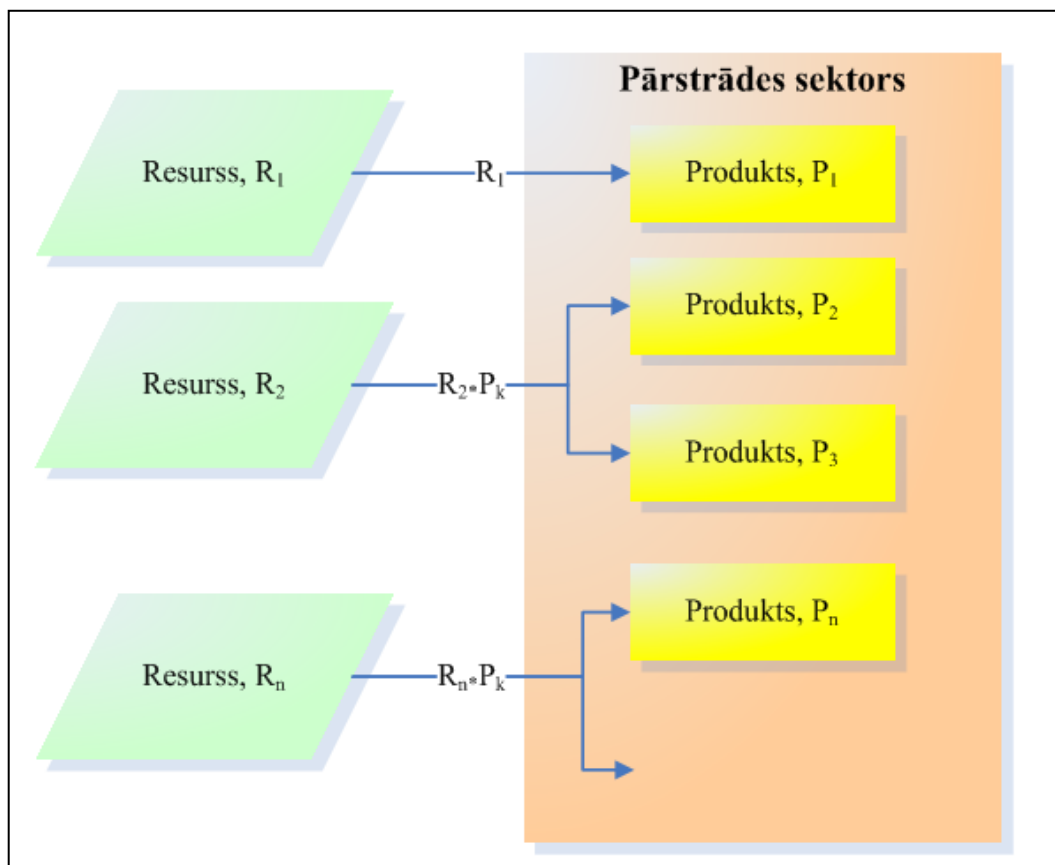 Pārstrādes sektors
Resurss, R₁
R₁
Produkts, P₁
Produkts, P₂
Resurss, R₂
R₂*Pₖ
Produkts, P₃
Produkts, Pₙ
Resurss, Rₙ
Rₙ*Pₖ